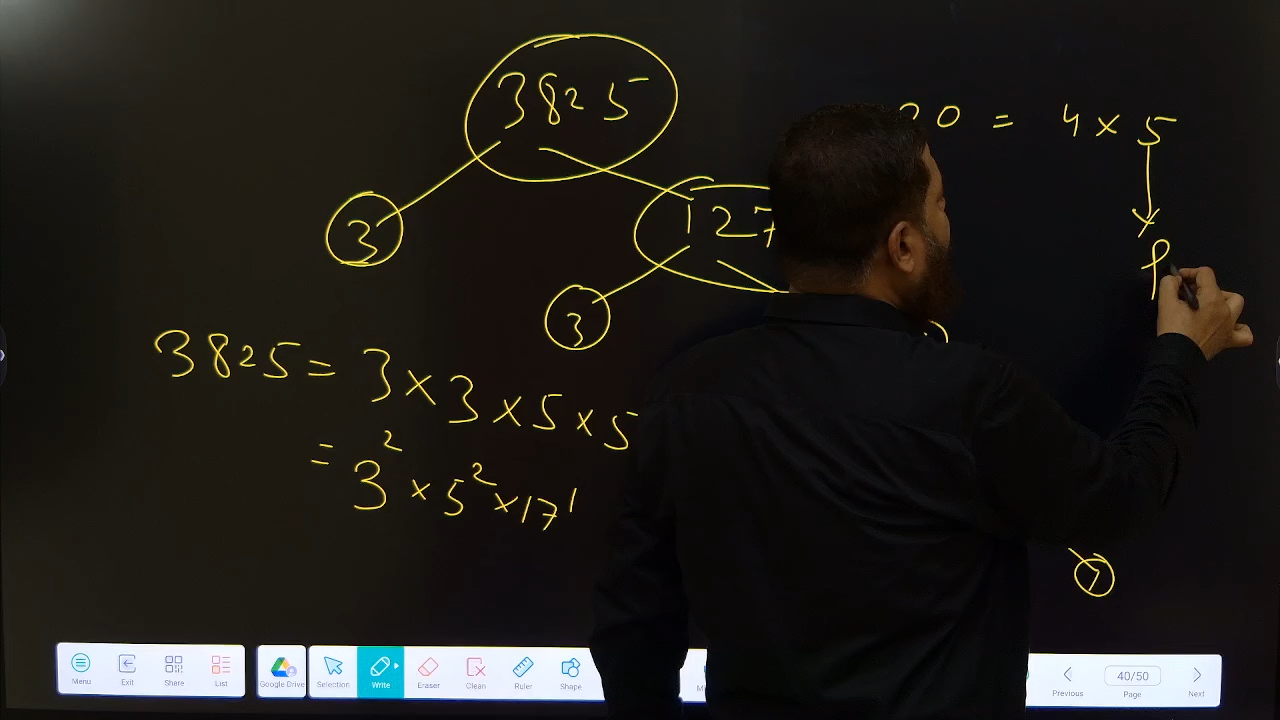 3825
20 = 4 × 5
3
127
3
3825 = 3 × 3 × 5 × 5
= 3² × 5² × 17¹
Menu
Exit
Share
List
Google Drive
Selection
Write
Eraser
Clean
Ruler
Shape
Previous
40/50
Page
Next